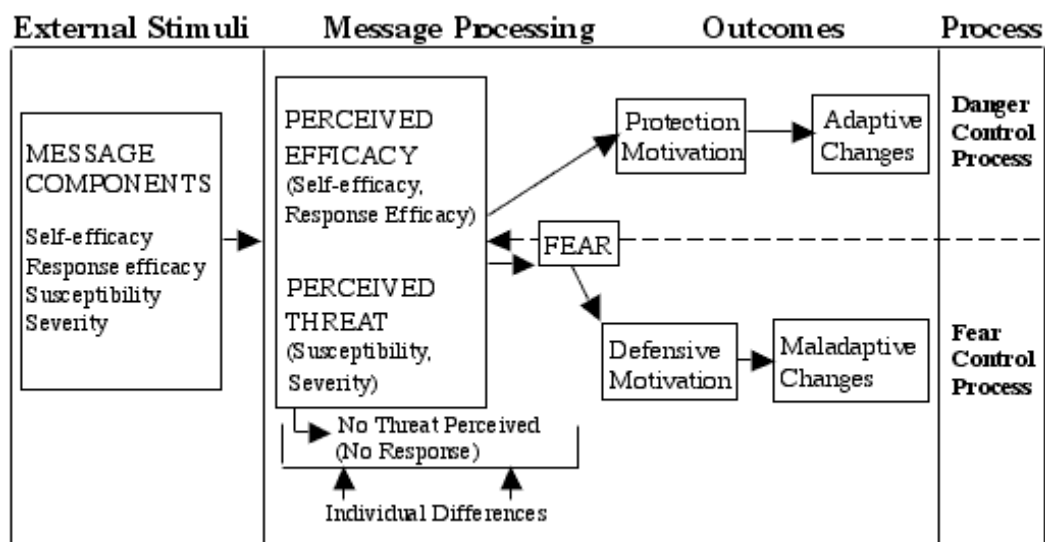 External Stimuli
Message Processing
Outcomes
Process
MESSAGE
COMPONENTS
Self-efficacy
Response efficacy
Susceptibility
Severity
PERCEIVED
EFFICACY
(Self-efficacy,
Response Efficacy)
PERCEIVED
THREAT
(Susceptibility,
Severity)
No Threat Perceived
(No Response)
Individual Differences
FEAR
Protection
Motivation
Adaptive
Changes
Defensive
Motivation
Maladaptive
Changes
Danger
Control
Process
Fear
Control
Process